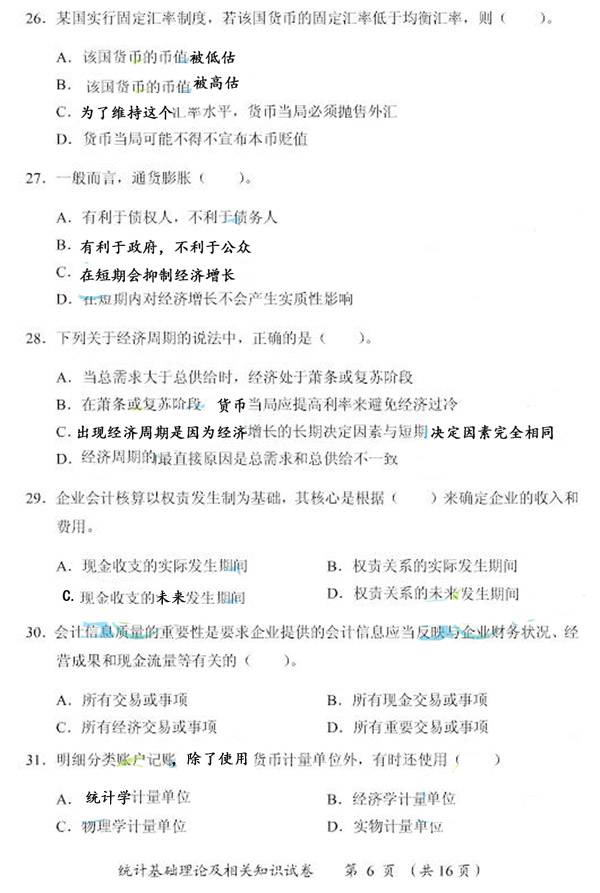 26．某国实行固定汇率制度，若该国货币的固定汇率低于均衡汇率，则（　　）。
A．该国货币的币值被低估
B．该国货币的币值被高估
C．为了维持这个汇率水平，货币当局必须抛售外汇
D．货币当局可能不得不宣布本币贬值
27．一般而言，通货膨胀（　　）。
A．有利于债权人，不利于债务人
B．有利于政府，不利于公众
C．在短期会抑制经济增长
D．在短期内对经济增长不会产生实质性影响
28．下列关于经济周期的说法中，正确的是（　　）。
A．当总需求大于总供给时，经济处于萧条或复苏阶段
B．在萧条或复苏阶段 货币当局应提高利率来避免经济过冷
C．出现经济周期是因为经济增长的长期决定因素与短期决定因素完全相同
D．经济周期的最直接原因是总需求和总供给不一致
29．企业会计核算以权责发生制为基础，其核心是根据（　　）来确定企业的收入和
费用。
A．现金收支的实际发生期间 B．权责关系的实际发生期间
C．现金收支的未来发生期间 D．权责关系的未来发生期间
30．会计信息质量的重要性是要求企业提供的会计信息应当反映与企业财务状况、经
营成果和现金流量等有关的（　　）。
A．所有交易或事项 B．所有现金交易或事项
C．所有经济交易或事项 D．所有重要交易或事项
31．明细分类账户记账，除了使用货币计量单位外，有时还使用（　　）
A．统计学计量单位 B．经济学计量单位
C．物理学计量单位 D．实物计量单位
统计基础理论及相关知识试卷 第 6 页 （共16页）